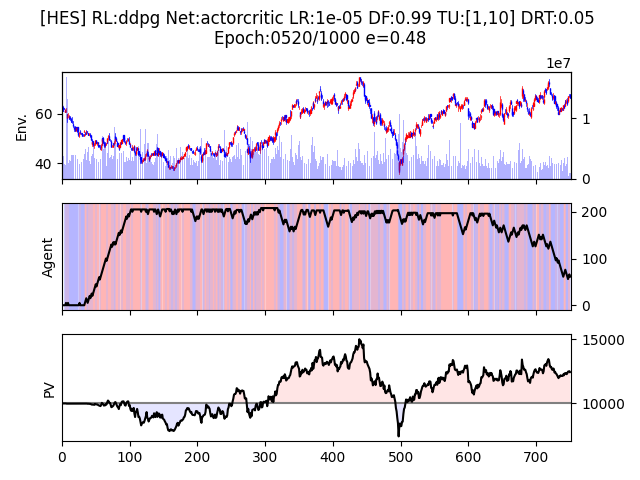 [HES] RL:ddpg Net:actorcritic LR:1e-05 DF:0.99 TU:[1,10] DRT:0.05
Epoch:0520/1000 e=0.48
1e7
60
40
Env.
1
0
Agent
200
100
0
PV
15000
10000
0 100 200 300 400 500 600 700